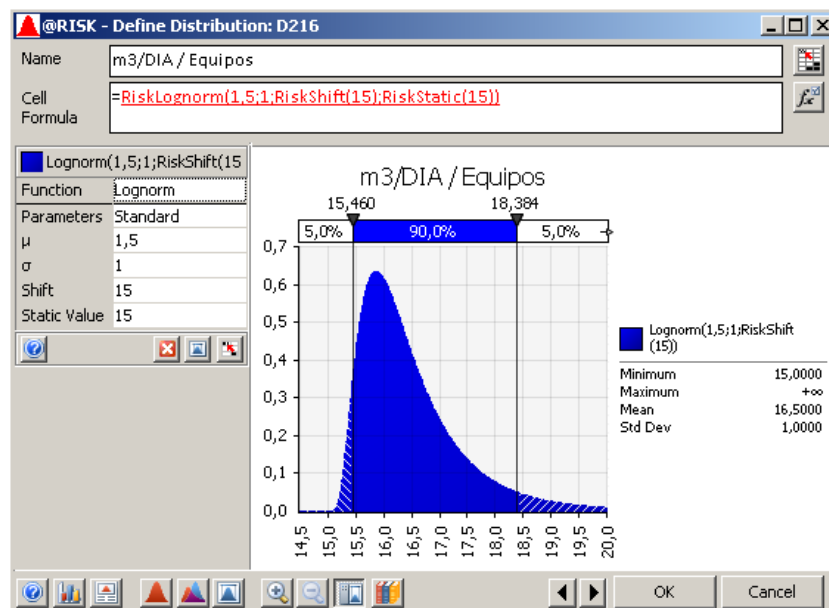 @RISK - Define Distribution: D216
Name
m3/DIA / Equipos
Cell
Formula
=RiskLognorm(1,5;1;RiskShift(15);RiskStatic(15))
Lognorm(1,5;1;RiskShift(15
Function Lognorm
Parameters Standard
μ 1,5
σ 1
Shift 15
Static Value 15
m3/DIA / Equipos
15,460 18,384
5,0% 90,0% 5,0%
0,7
0,6
0,5
0,4
0,3
0,2
0,1
0,0
14,5 15,0 15,5 16,0 16,5 17,0 17,5 18,0 18,5 19,0 19,5 20,0
Lognorm(1,5;1;RiskShift
(15))
Minimum 15,0000
Maximum +∞
Mean 16,5000
Std Dev 1,0000
OK Cancel